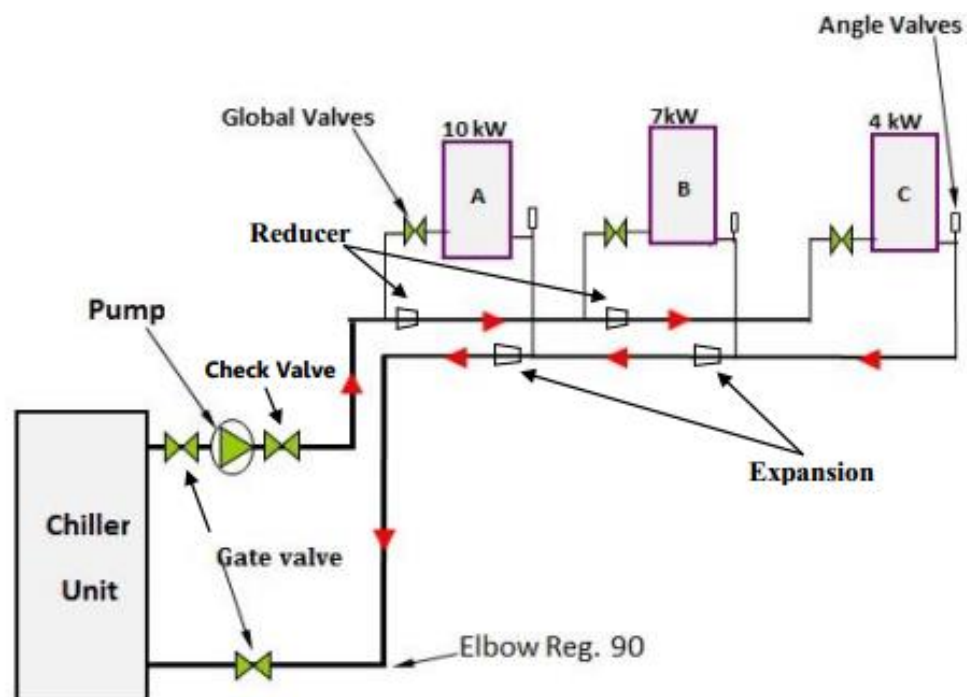 Angle Valves
Global Valves
10 kW
7kW
4 kW
A
B
C
Reducer
Pump
Check Valve
Expansion
Chiller
Unit
Gate valve
Elbow Reg. 90